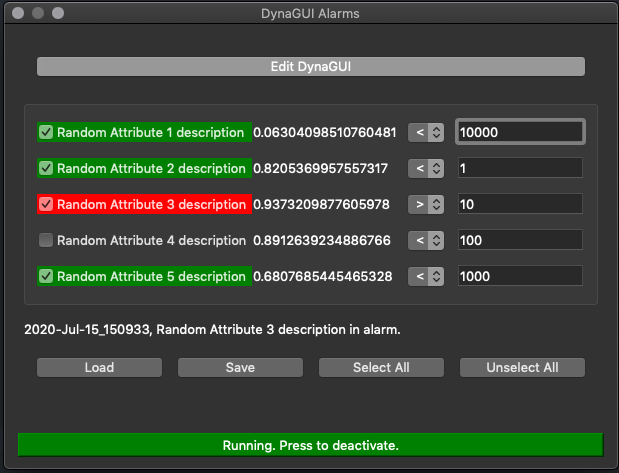 DynaGUI Alarms
Edit DynaGUI
Random Attribute 1 description 0.06304098510760481 < 10000
Random Attribute 2 description 0.8205369957557317 < 1
Random Attribute 3 description 0.9373209877605978 > 10
Random Attribute 4 description 0.8912639234886766 < 100
Random Attribute 5 description 0.6807685445465328 < 1000
2020-Jul-15_150933, Random Attribute 3 description in alarm.
Load Save Select All Unselect All
Running. Press to deactivate.